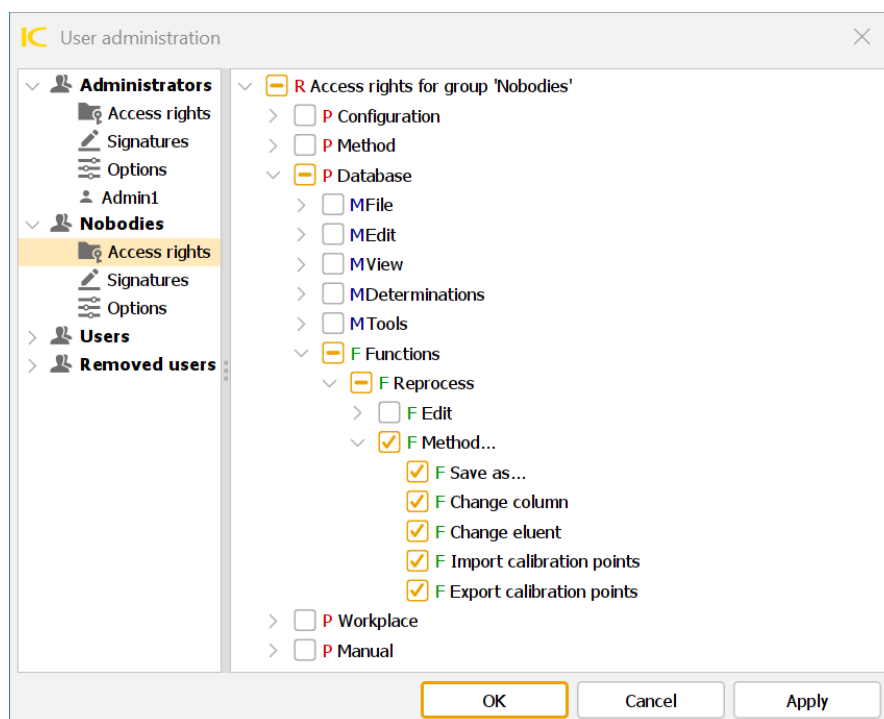 IC User administration
Administrators
Access rights
Signatures
Options
Admin1
Nobodies
Access rights
Signatures
Options
Users
Removed users
R Access rights for group 'Nobodies'
P Configuration
P Method
P Database
M File
M Edit
M View
M Determinations
M Tools
F Functions
F Reprocess
F Edit
F Method...
F Save as...
F Change column
F Change eluent
F Import calibration points
F Export calibration points
P Workplace
P Manual
OK Cancel Apply